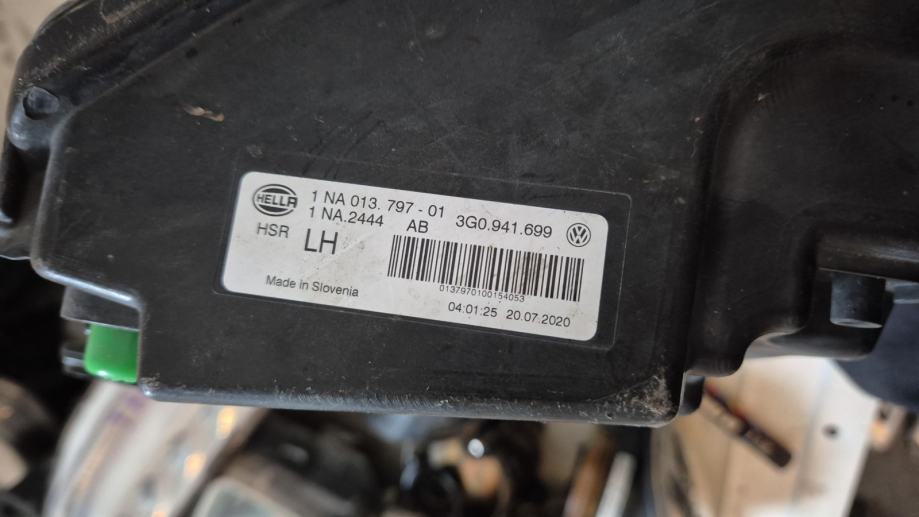 HELLA
1 NA 013. 797 - 01 3G0.941.699
1 NA.2444 AB
HSR LH
0137970100154053
Made in Slovenia
04:01:25 20.07.2020